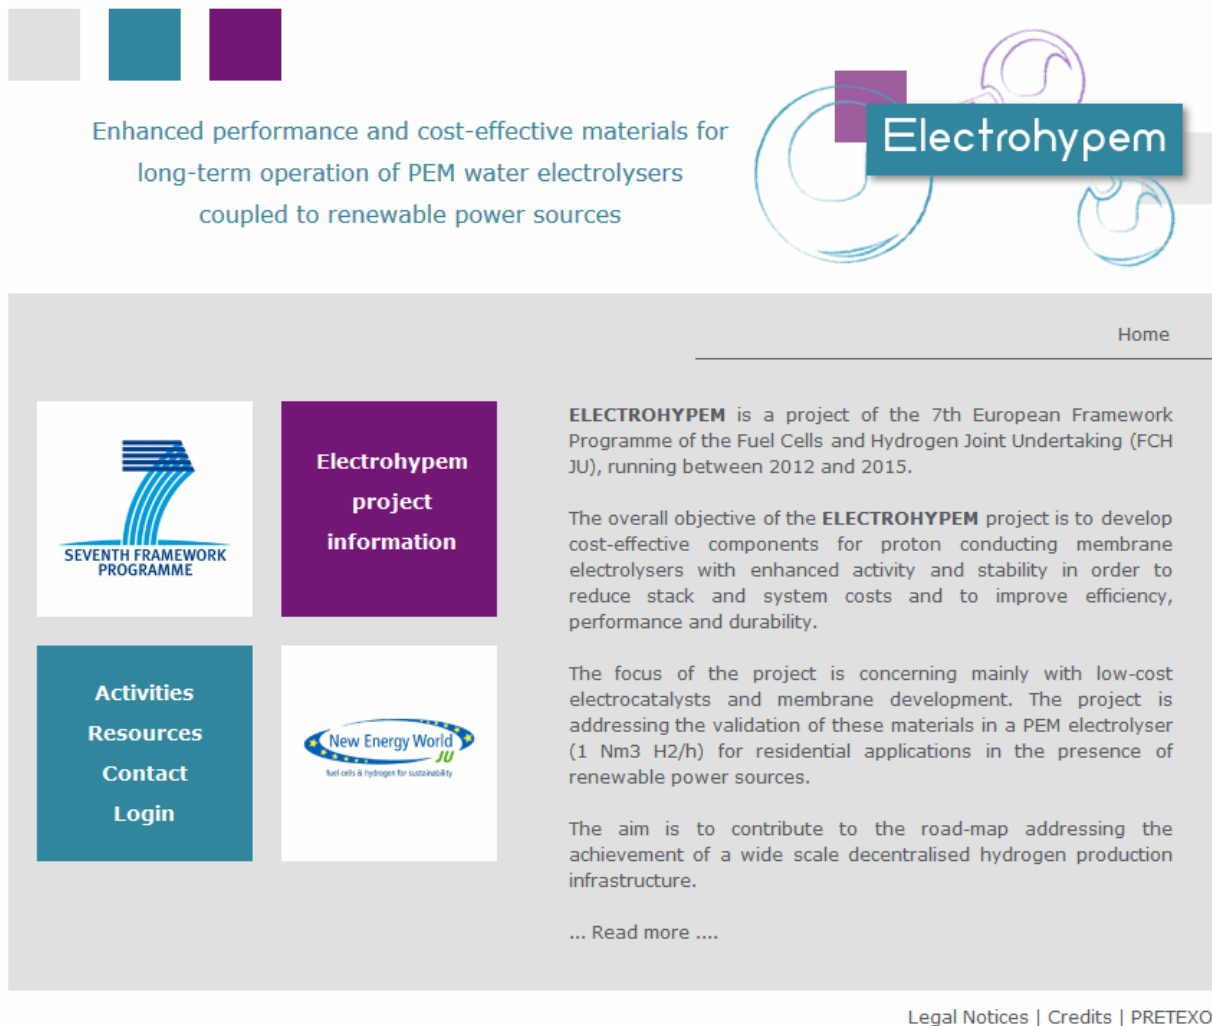 Enhanced performance and cost-effective materials for
long-term operation of PEM water electrolysers
coupled to renewable power sources
Electrohypem
Home
SEVENTH FRAMEWORK
PROGRAMME
Electrohypem
project
information
Activities
Resources
Contact
Login
New Energy World
JU
fuel cells & hydrogen for sustainability
ELECTROHYPEM is a project of the 7th European Framework
Programme of the Fuel Cells and Hydrogen Joint Undertaking (FCH
JU), running between 2012 and 2015.
The overall objective of the ELECTROHYPEM project is to develop
cost-effective components for proton conducting membrane
electrolysers with enhanced activity and stability in order to
reduce stack and system costs and to improve efficiency,
performance and durability.
The focus of the project is concerning mainly with low-cost
electrocatalysts and membrane development. The project is
addressing the validation of these materials in a PEM electrolyser
(1 Nm3 H2/h) for residential applications in the presence of
renewable power sources.
The aim is to contribute to the road-map addressing the
achievement of a wide scale decentralised hydrogen production
infrastructure.
... Read more ....
Legal Notices | Credits | PRETEXO